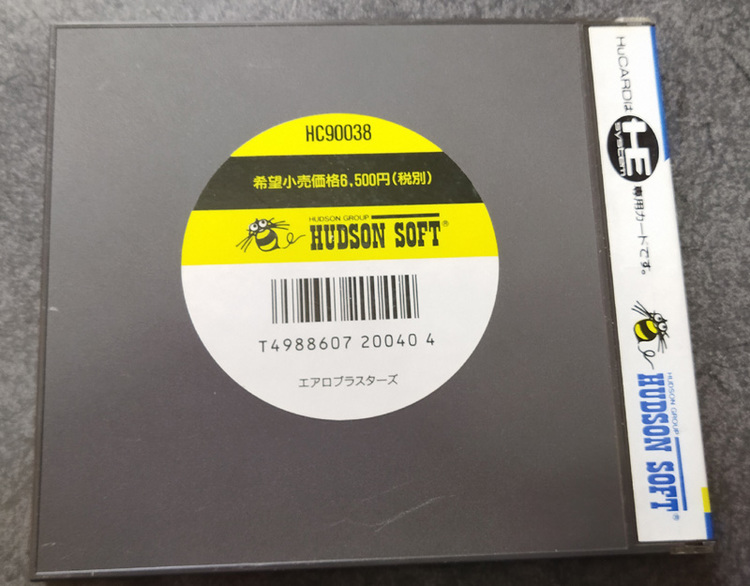 HC90038
希望小売価格6,500円(税別)
HUDSON GROUP
HUDSON SOFT®
T4988607 20040 4
エアロブラスターズ
HuCARDは
HE
SYSTEM
専用カードです。
HUDSON GROUP
HUDSON SOFT®